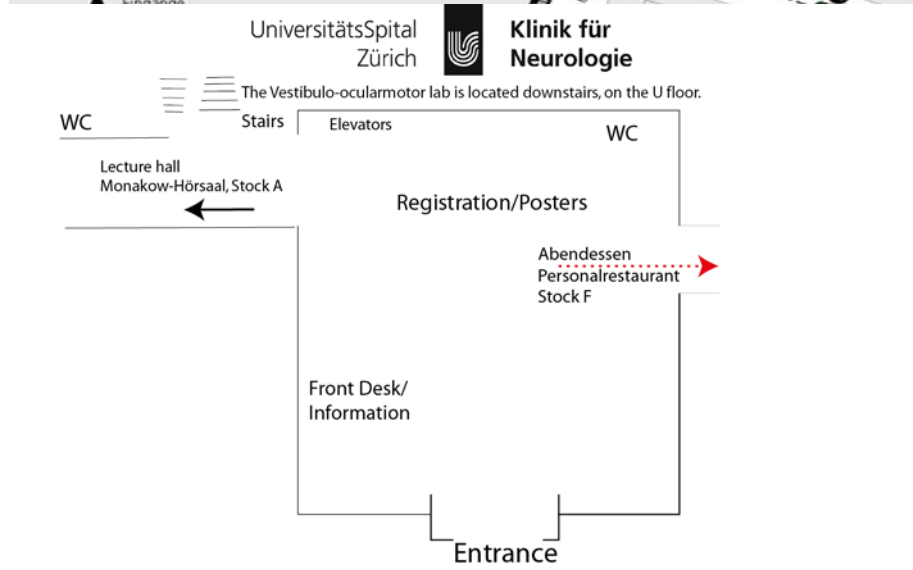 Eingänge
UniversitätsSpital
Zürich
Klinik für
Neurologie
The Vestibulo-ocularmotor lab is located downstairs, on the U floor.
WC
Stairs
Elevators
WC
Lecture hall
Monakow-Hörsaal, Stock A
Registration/Posters
Abendessen
Personalrestaurant
Stock F
Front Desk/
Information
Entrance